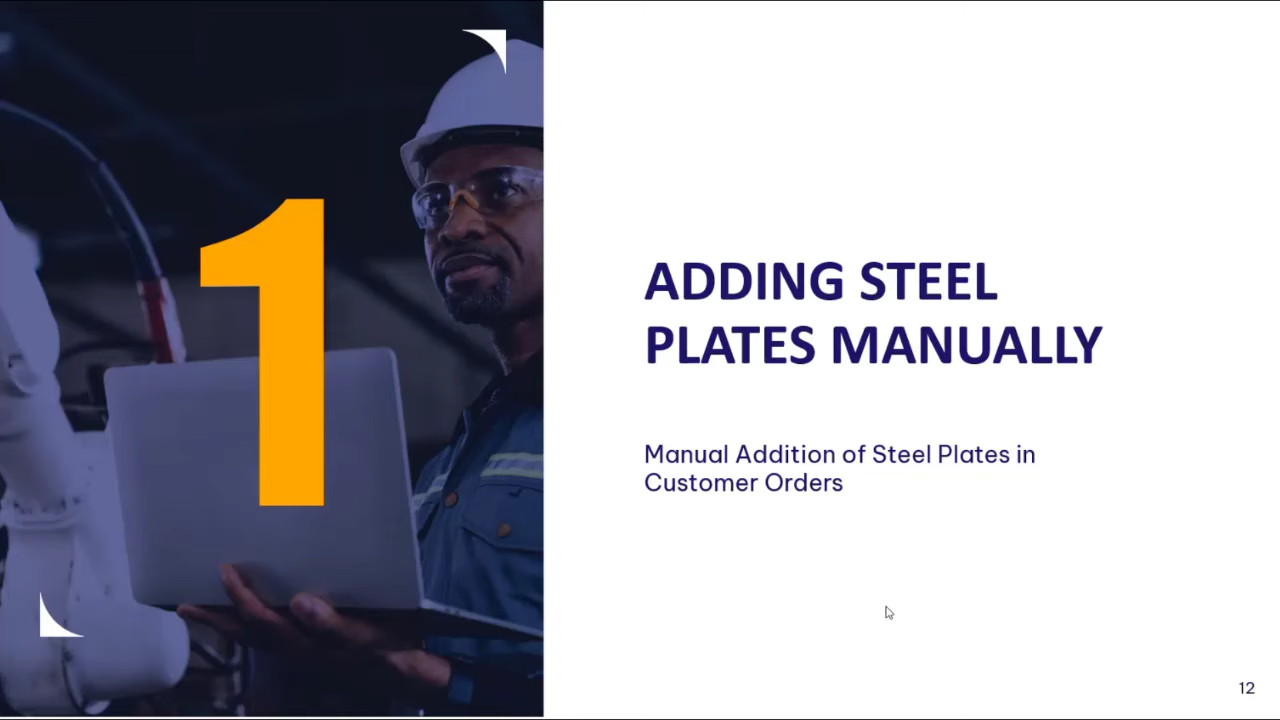 1
ADDING STEEL
PLATES MANUALLY
Manual Addition of Steel Plates in
Customer Orders
12